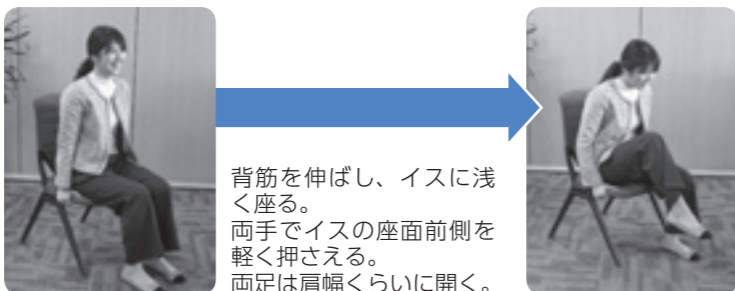 背筋を伸ばし、イスに浅
く座る。
両手でイスの座面前側を
軽く押さえる。
両足は肩幅くらいに開く。